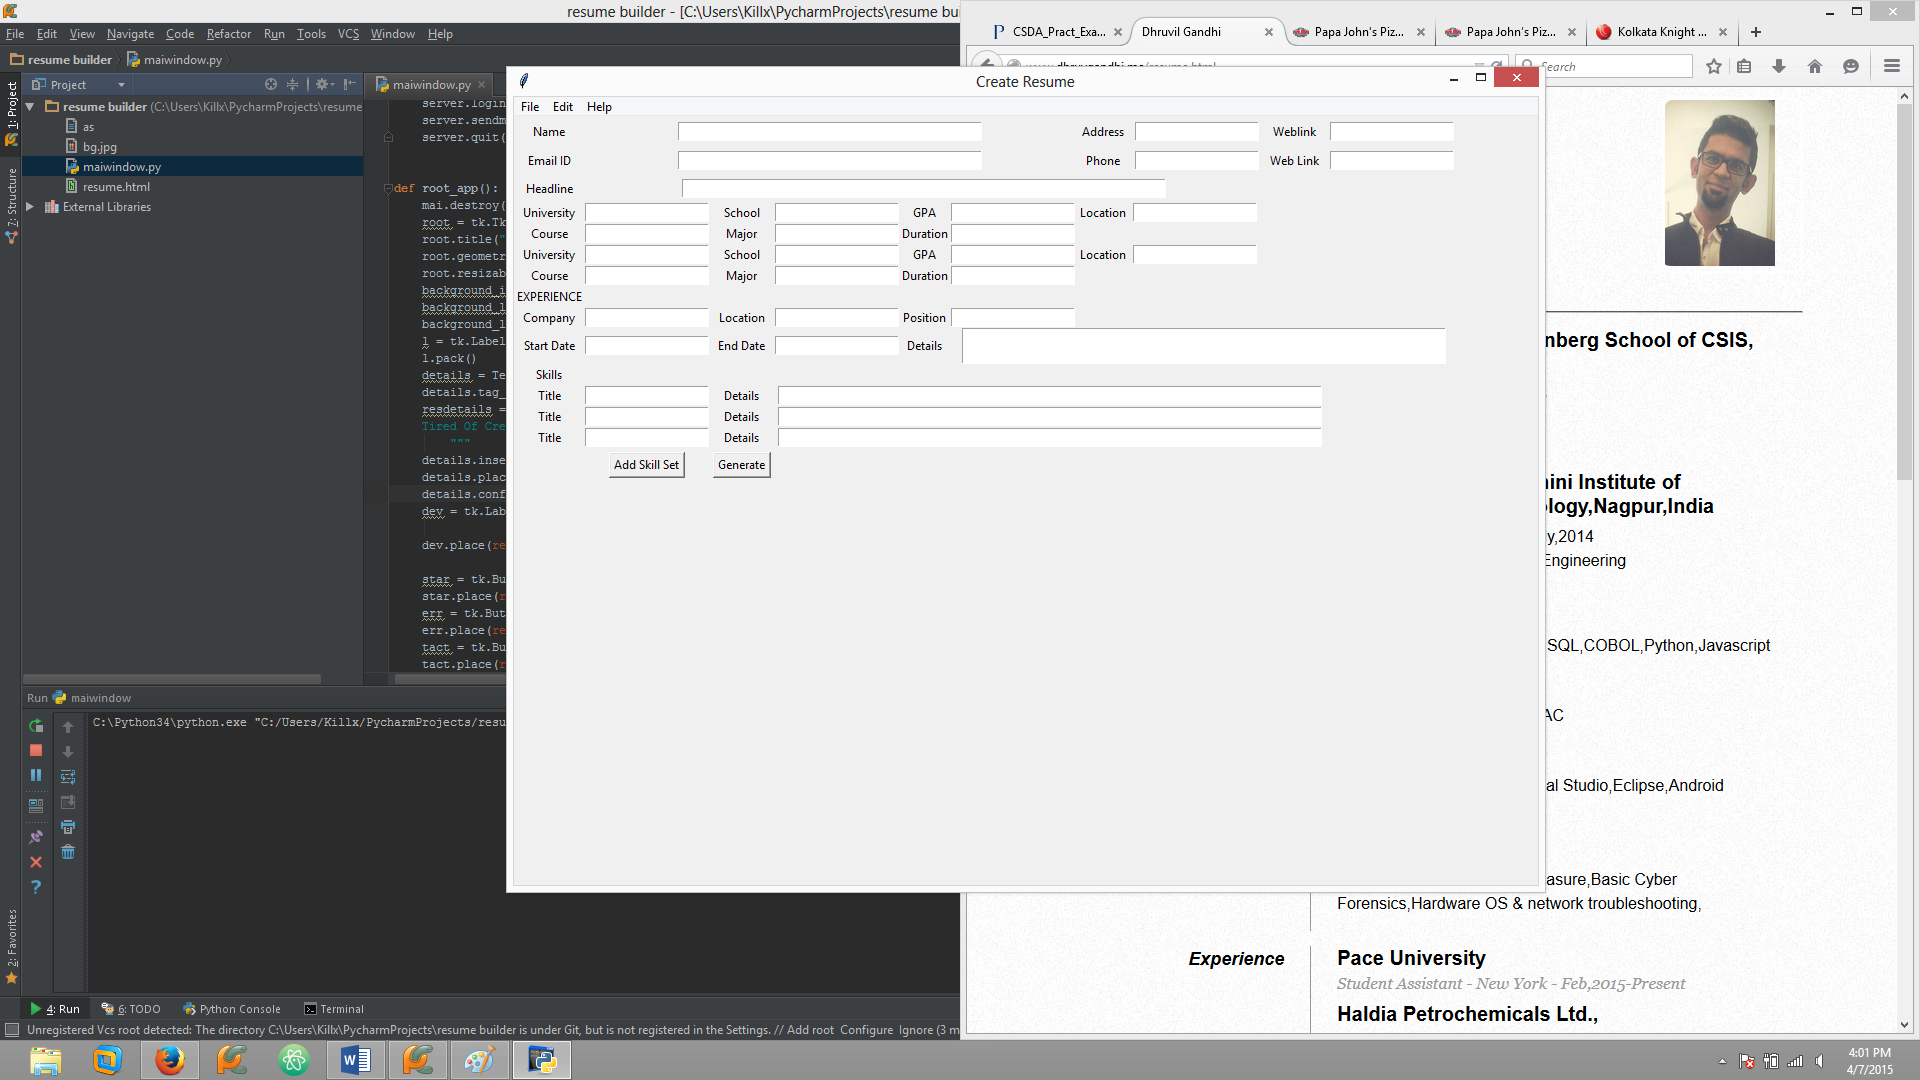 resume builder - [C:\Users\Killx\PycharmProjects\resume bui
File Edit View Navigate Code Refactor Run Tools VCS Window Help
resume builder maiwindow.py
Project
maiwindow.py
1: Project
7: Structure
2: Favorites
resume builder (C:\Users\Killx\PycharmProjects\resume
as
bg.jpg
maiwindow.py
resume.html
External Libraries
server.login
server.sendm
server.quit(
def root_app():
mai.destroy(
root = tk.Tk
root.title("
root.geometr
root.resizab
background_i
background_l
background_l
l = tk.Label
l.pack()
details = Te
details.tag_
resdetails =
Tired Of Cre
"""
details.inse
details.plac
details.conf
dev = tk.Lab
dev.place(re
star = tk.Bu
star.place(r
err = tk.But
err.place(re
tact = tk.Bu
tact.place(r
Run maiwindow
C:\Python34\python.exe "C:/Users/Killx/PycharmProjects/resu
4: Run 6: TODO Python Console Terminal
Unregistered Vcs root detected: The directory C:\Users\Killx\PycharmProjects\resume builder is under Git, but is not registered in the Settings. // Add root Configure Ignore (3 m
Create Resume
File Edit Help
Name Address Weblink
Email ID Phone Web Link
Headline
University School GPA Location
Course Major Duration
University School GPA Location
Course Major Duration
EXPERIENCE
Company Location Position
Start Date End Date Details
Skills
Title Details
Title Details
Title Details
Add Skill Set Generate
CSDA_Pract_Exa... Dhruvil Gandhi Papa John's Piz... Papa John's Piz... Kolkata Knight ...
Search
nberg School of CSIS,
ini Institute of
logy,Nagpur,India
y,2014
Engineering
SQL,COBOL,Python,Javascript
AC
al Studio,Eclipse,Android
asure,Basic Cyber
Forensics,Hardware OS & network troubleshooting,
Experience
Pace University
Student Assistant - New York - Feb,2015-Present
Haldia Petrochemicals Ltd.,
4:01 PM
4/7/2015